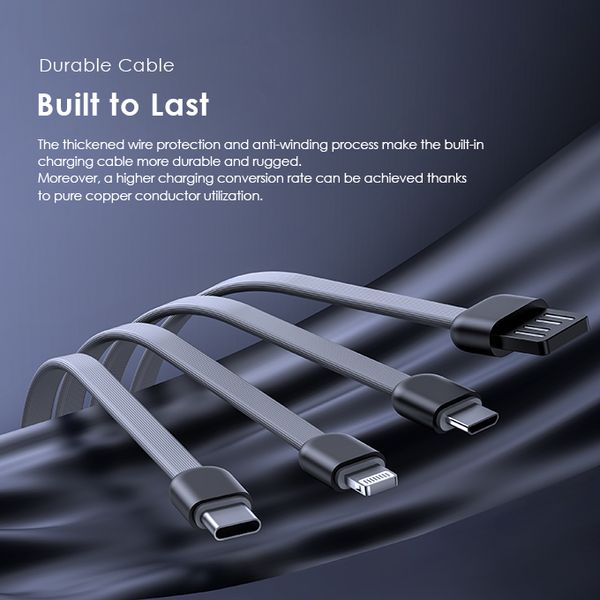 Durable Cable
Built to Last
The thickened wire protection and anti-winding process make the built-in
charging cable more durable and rugged.
Moreover, a higher charging conversion rate can be achieved thanks
to pure copper conductor utilization.